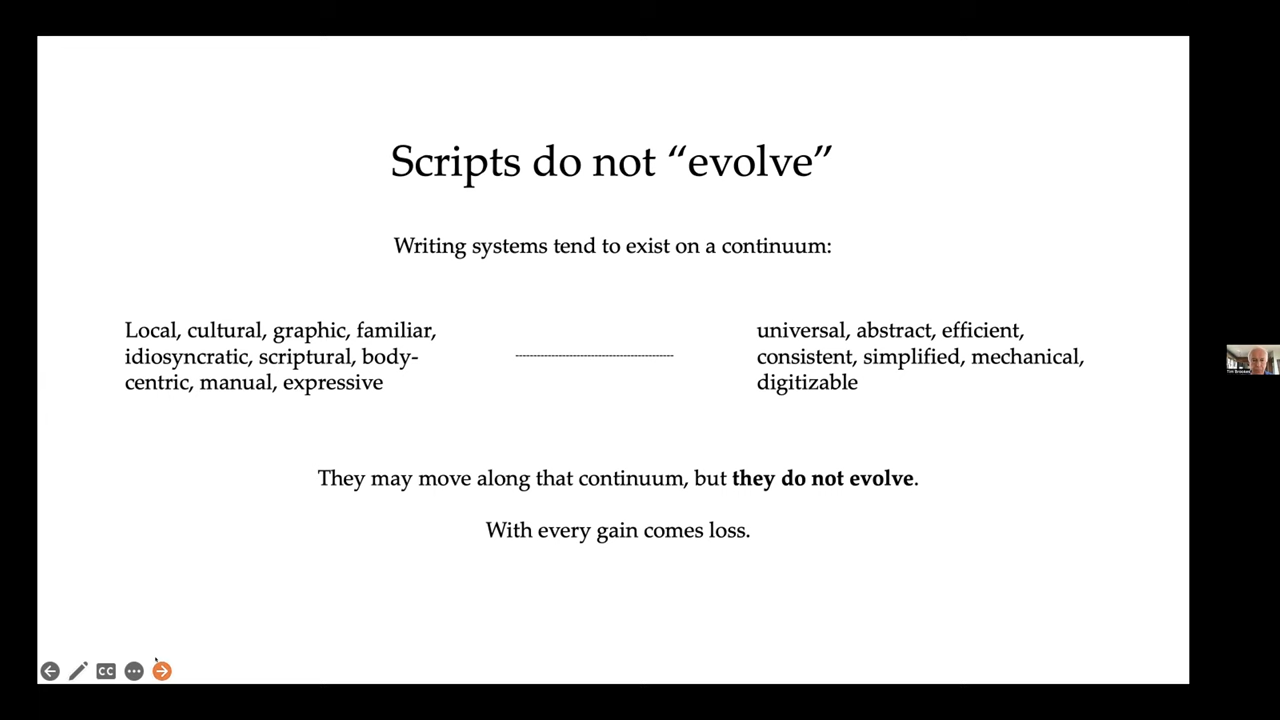 Scripts do not “evolve”
Writing systems tend to exist on a continuum:
Local, cultural, graphic, familiar,
idiosyncratic, scriptural, body-
centric, manual, expressive
universal, abstract, efficient,
consistent, simplified, mechanical,
digitizable
They may move along that continuum, but they do not evolve.
With every gain comes loss.
CC